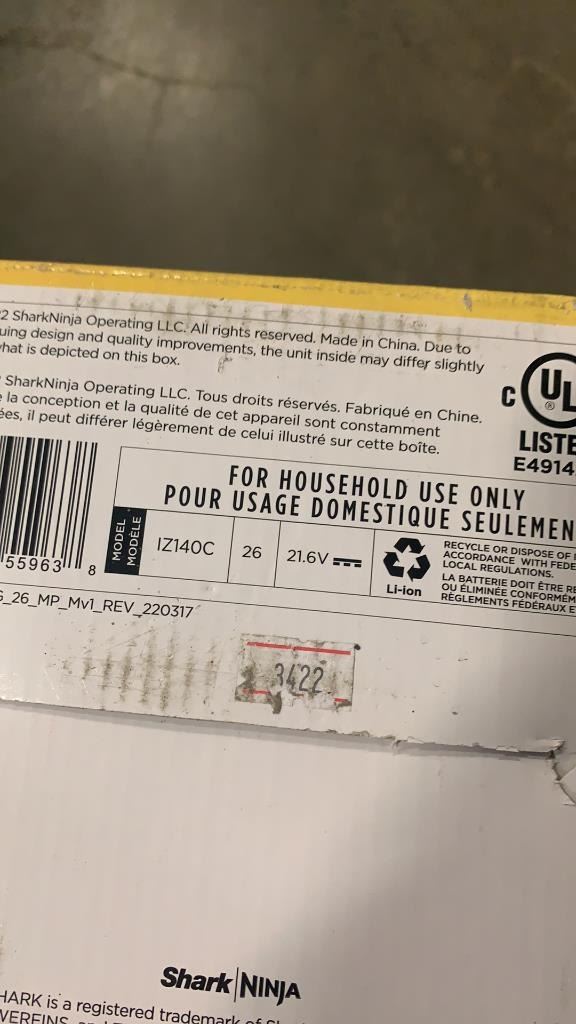 2 SharkNinja Operating LLC. All rights reserved. Made in China. Due to
uing design and quality improvements, the unit inside may differ slightly
what is depicted on this box.
SharkNinja Operating LLC. Tous droits réservés. Fabriqué en Chine.
la conception et la qualité de cet appareil sont constamment
ées, il peut différer légèrement de celui illustré sur cette boîte.
C UL
®
LISTE
E4914
FOR HOUSEHOLD USE ONLY
POUR USAGE DOMESTIQUE SEULEMEN
MODEL
MODÈLE
IZ140C 26 21.6V
Li-ion
RECYCLE OR DISPOSE OF
ACCORDANCE WITH FEDE
LOCAL REGULATIONS.
LA BATTERIE DOIT ÊTRE RE
OU ÉLIMINÉE CONFORMÉM
RÈGLEMENTS FÉDÉRAUX E
55963 8
G_26_MP_Mv1_REV_220317
3422
Shark|NINJA
HARK is a registered trademark of